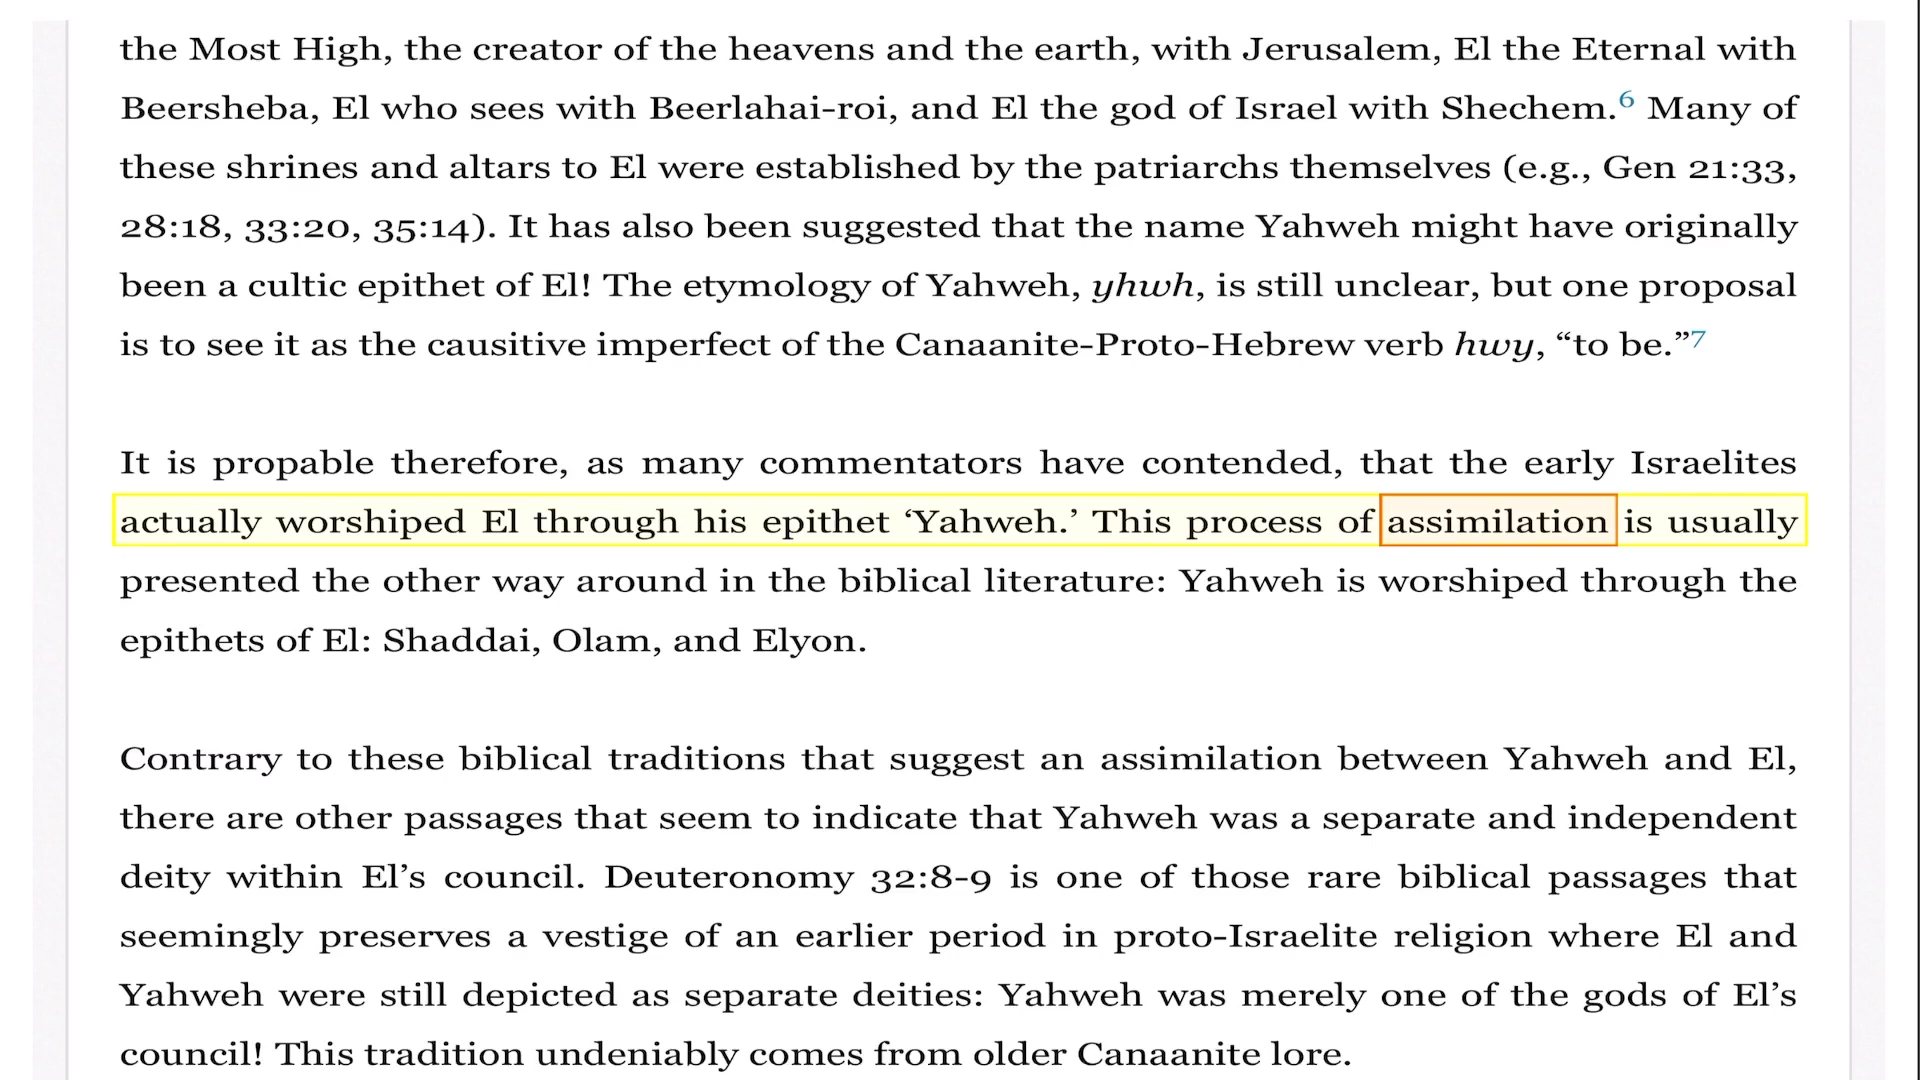 the Most High, the creator of the heavens and the earth, with Jerusalem, El the Eternal with
Beersheba, El who sees with Beerlahai-roi, and El the god of Israel with Shechem.6 Many of
these shrines and altars to El were established by the patriarchs themselves (e.g., Gen 21:33,
28:18, 33:20, 35:14). It has also been suggested that the name Yahweh might have originally
been a cultic epithet of El! The etymology of Yahweh, yhwh, is still unclear, but one proposal
is to see it as the causitive imperfect of the Canaanite-Proto-Hebrew verb hwy, “to be.”7
It is propable therefore, as many commentators have contended, that the early Israelites
actually worshiped El through his epithet ‘Yahweh.’ This process of assimilation is usually
presented the other way around in the biblical literature: Yahweh is worshiped through the
epithets of El: Shaddai, Olam, and Elyon.
Contrary to these biblical traditions that suggest an assimilation between Yahweh and El,
there are other passages that seem to indicate that Yahweh was a separate and independent
deity within El’s council. Deuteronomy 32:8-9 is one of those rare biblical passages that
seemingly preserves a vestige of an earlier period in proto-Israelite religion where El and
Yahweh were still depicted as separate deities: Yahweh was merely one of the gods of El’s
council! This tradition undeniably comes from older Canaanite lore.